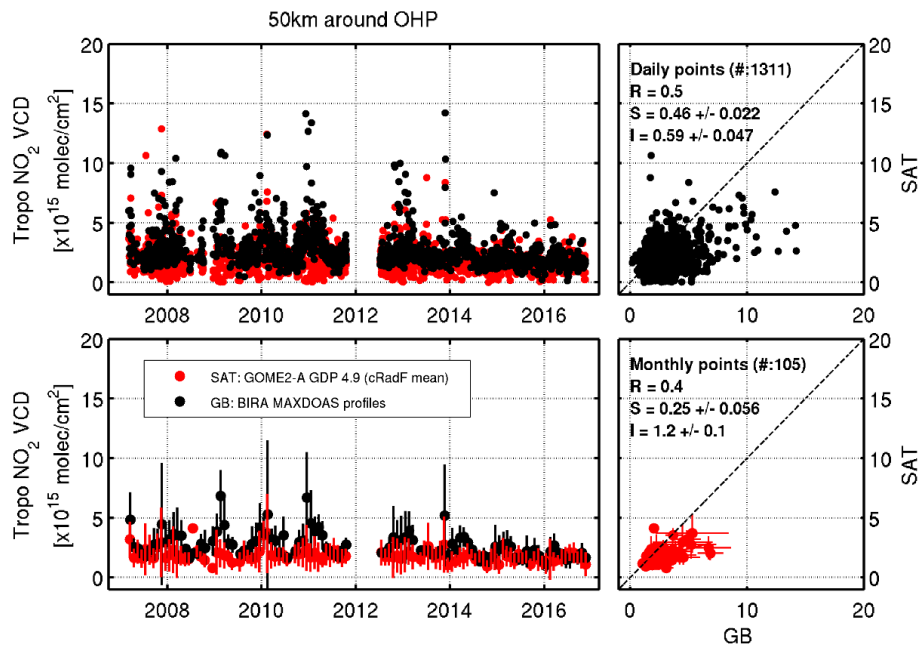 50km around OHP
Tropo NO2 VCD
[x10^15 molec/cm^2]
20
15
10
5
0
2008 2010 2012 2014 2016
Daily points (#:1311)
R = 0.5
S = 0.46 +/- 0.022
I = 0.59 +/- 0.047
20
15
10
5
0
SAT
0 10 20
Tropo NO2 VCD
[x10^15 molec/cm^2]
20
15
10
5
0
SAT: GOME2-A GDP 4.9 (cRadF mean)
GB: BIRA MAXDOAS profiles
2008 2010 2012 2014 2016
Monthly points (#:105)
R = 0.4
S = 0.25 +/- 0.056
I = 1.2 +/- 0.1
20
15
10
5
0
SAT
0 10 20
GB